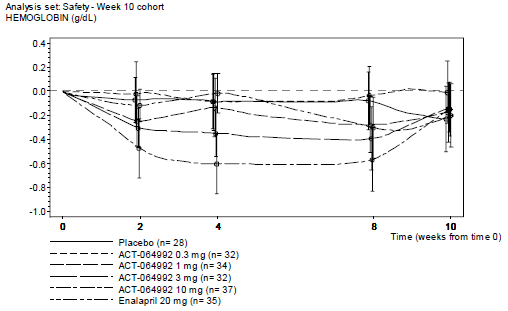 Analysis set: Safety - Week 10 cohort
HEMOGLOBIN (g/dL)
0.4
0.2
0.0
-0.2
-0.4
-0.6
-0.8
-1.0
0 2 4 8 10
Time (weeks from time 0)
Placebo (n= 28)
ACT-064992 0.3 mg (n= 32)
ACT-064992 1 mg (n= 34)
ACT-064992 3 mg (n= 32)
ACT-064992 10 mg (n= 37)
Enalapril 20 mg (n= 35)